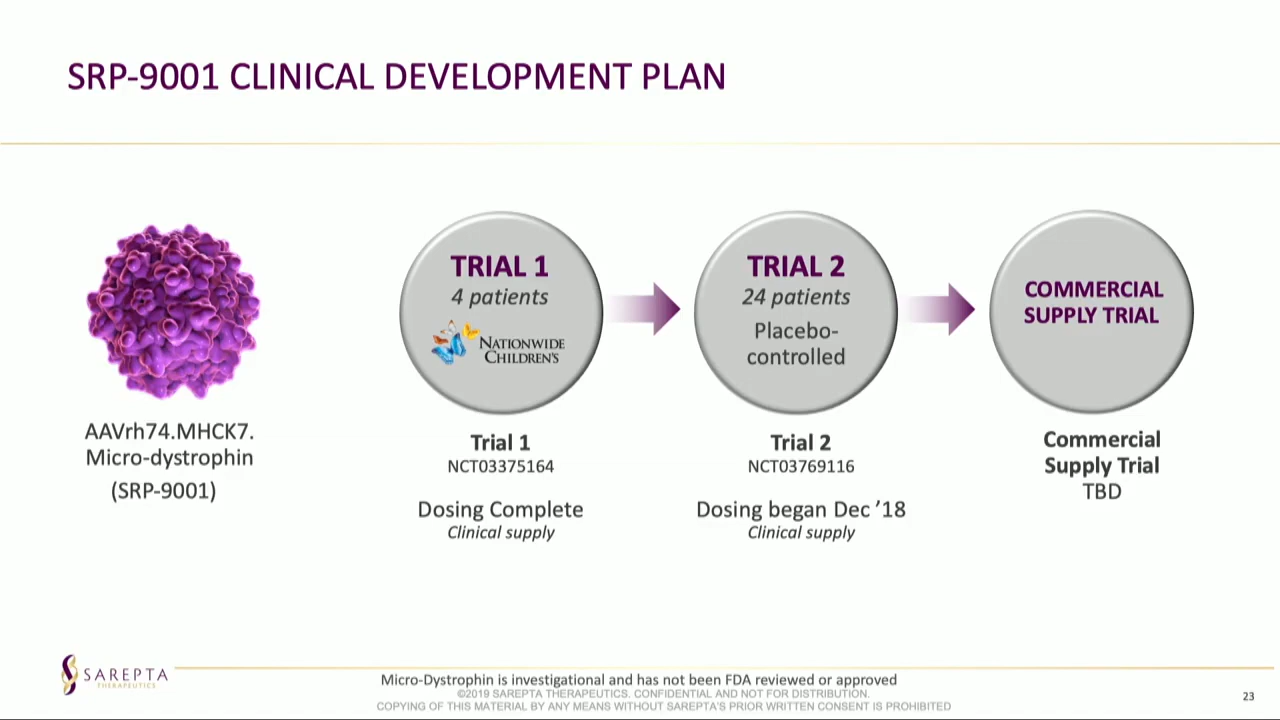 SRP-9001 CLINICAL DEVELOPMENT PLAN
AAVrh74.MHCK7.
Micro-dystrophin
(SRP-9001)
TRIAL 1
4 patients
NATIONWIDE
CHILDREN'S
Trial 1
NCT03375164
Dosing Complete
Clinical supply
TRIAL 2
24 patients
Placebo-
controlled
Trial 2
NCT03769116
Dosing began Dec ’18
Clinical supply
COMMERCIAL
SUPPLY TRIAL
Commercial
Supply Trial
TBD
SAREPTA
THERAPEUTICS
Micro-Dystrophin is investigational and has not been FDA reviewed or approved
©2019 SAREPTA THERAPEUTICS. CONFIDENTIAL AND NOT FOR DISTRIBUTION.
COPYING OF THIS MATERIAL BY ANY MEANS WITHOUT SAREPTA'S PRIOR WRITTEN CONSENT IS PROHIBITED
23